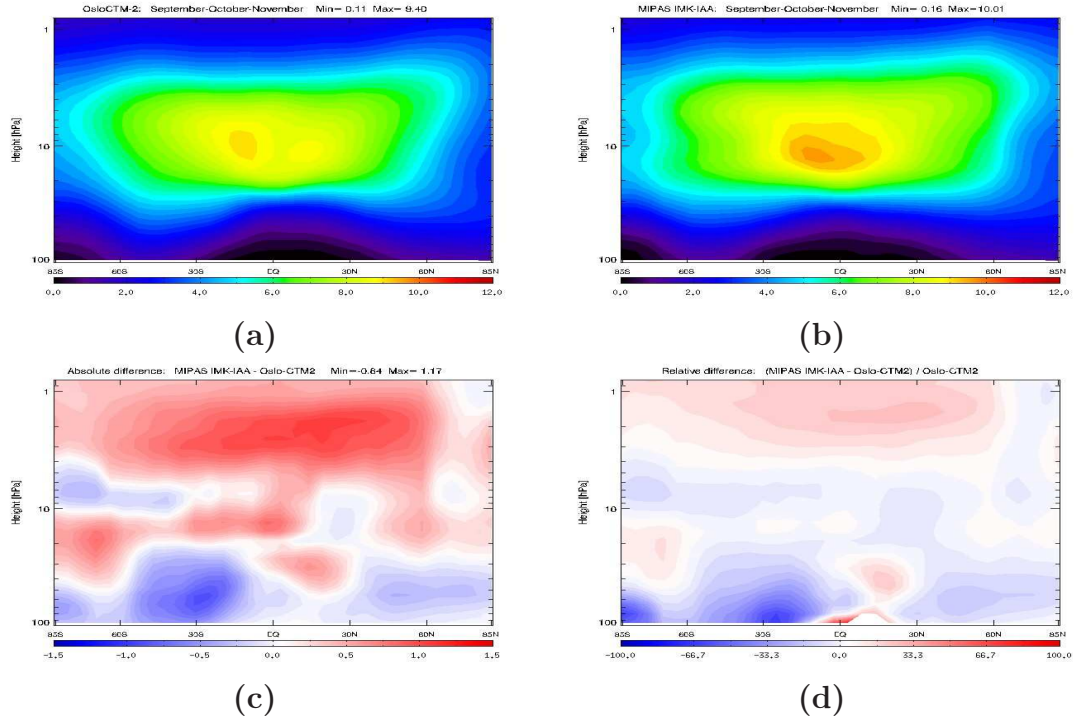 OsloCTM-2: September-October-November Min= 0.11 Max= 9.40
Height [hPa]
1
10
100
85S 60S 30S EQ 30N 60N 85N
0.0 2.0 4.0 6.0 8.0 10.0 12.0
(a)
MIPAS IMK-IAA: September-October-November Min= 0.16 Max=10.01
Height [hPa]
1
10
100
85S 60S 30S EQ 30N 60N 85N
0.0 2.0 4.0 6.0 8.0 10.0 12.0
(b)
Absolute difference: MIPAS IMK-IAA - Oslo-CTM2 Min=-0.84 Max= 1.17
Height [hPa]
1
10
100
85S 60S 30S EQ 30N 60N 85N
-1.5 -1.0 -0.5 0.0 0.5 1.0 1.5
(c)
Relative difference: (MIPAS IMK-IAA - Oslo-CTM2) / Oslo-CTM2
Height [hPa]
1
10
100
85S 60S 30S EQ 30N 60N 85N
-100.0 -66.7 -33.3 0.0 33.3 66.7 100.0
(d)